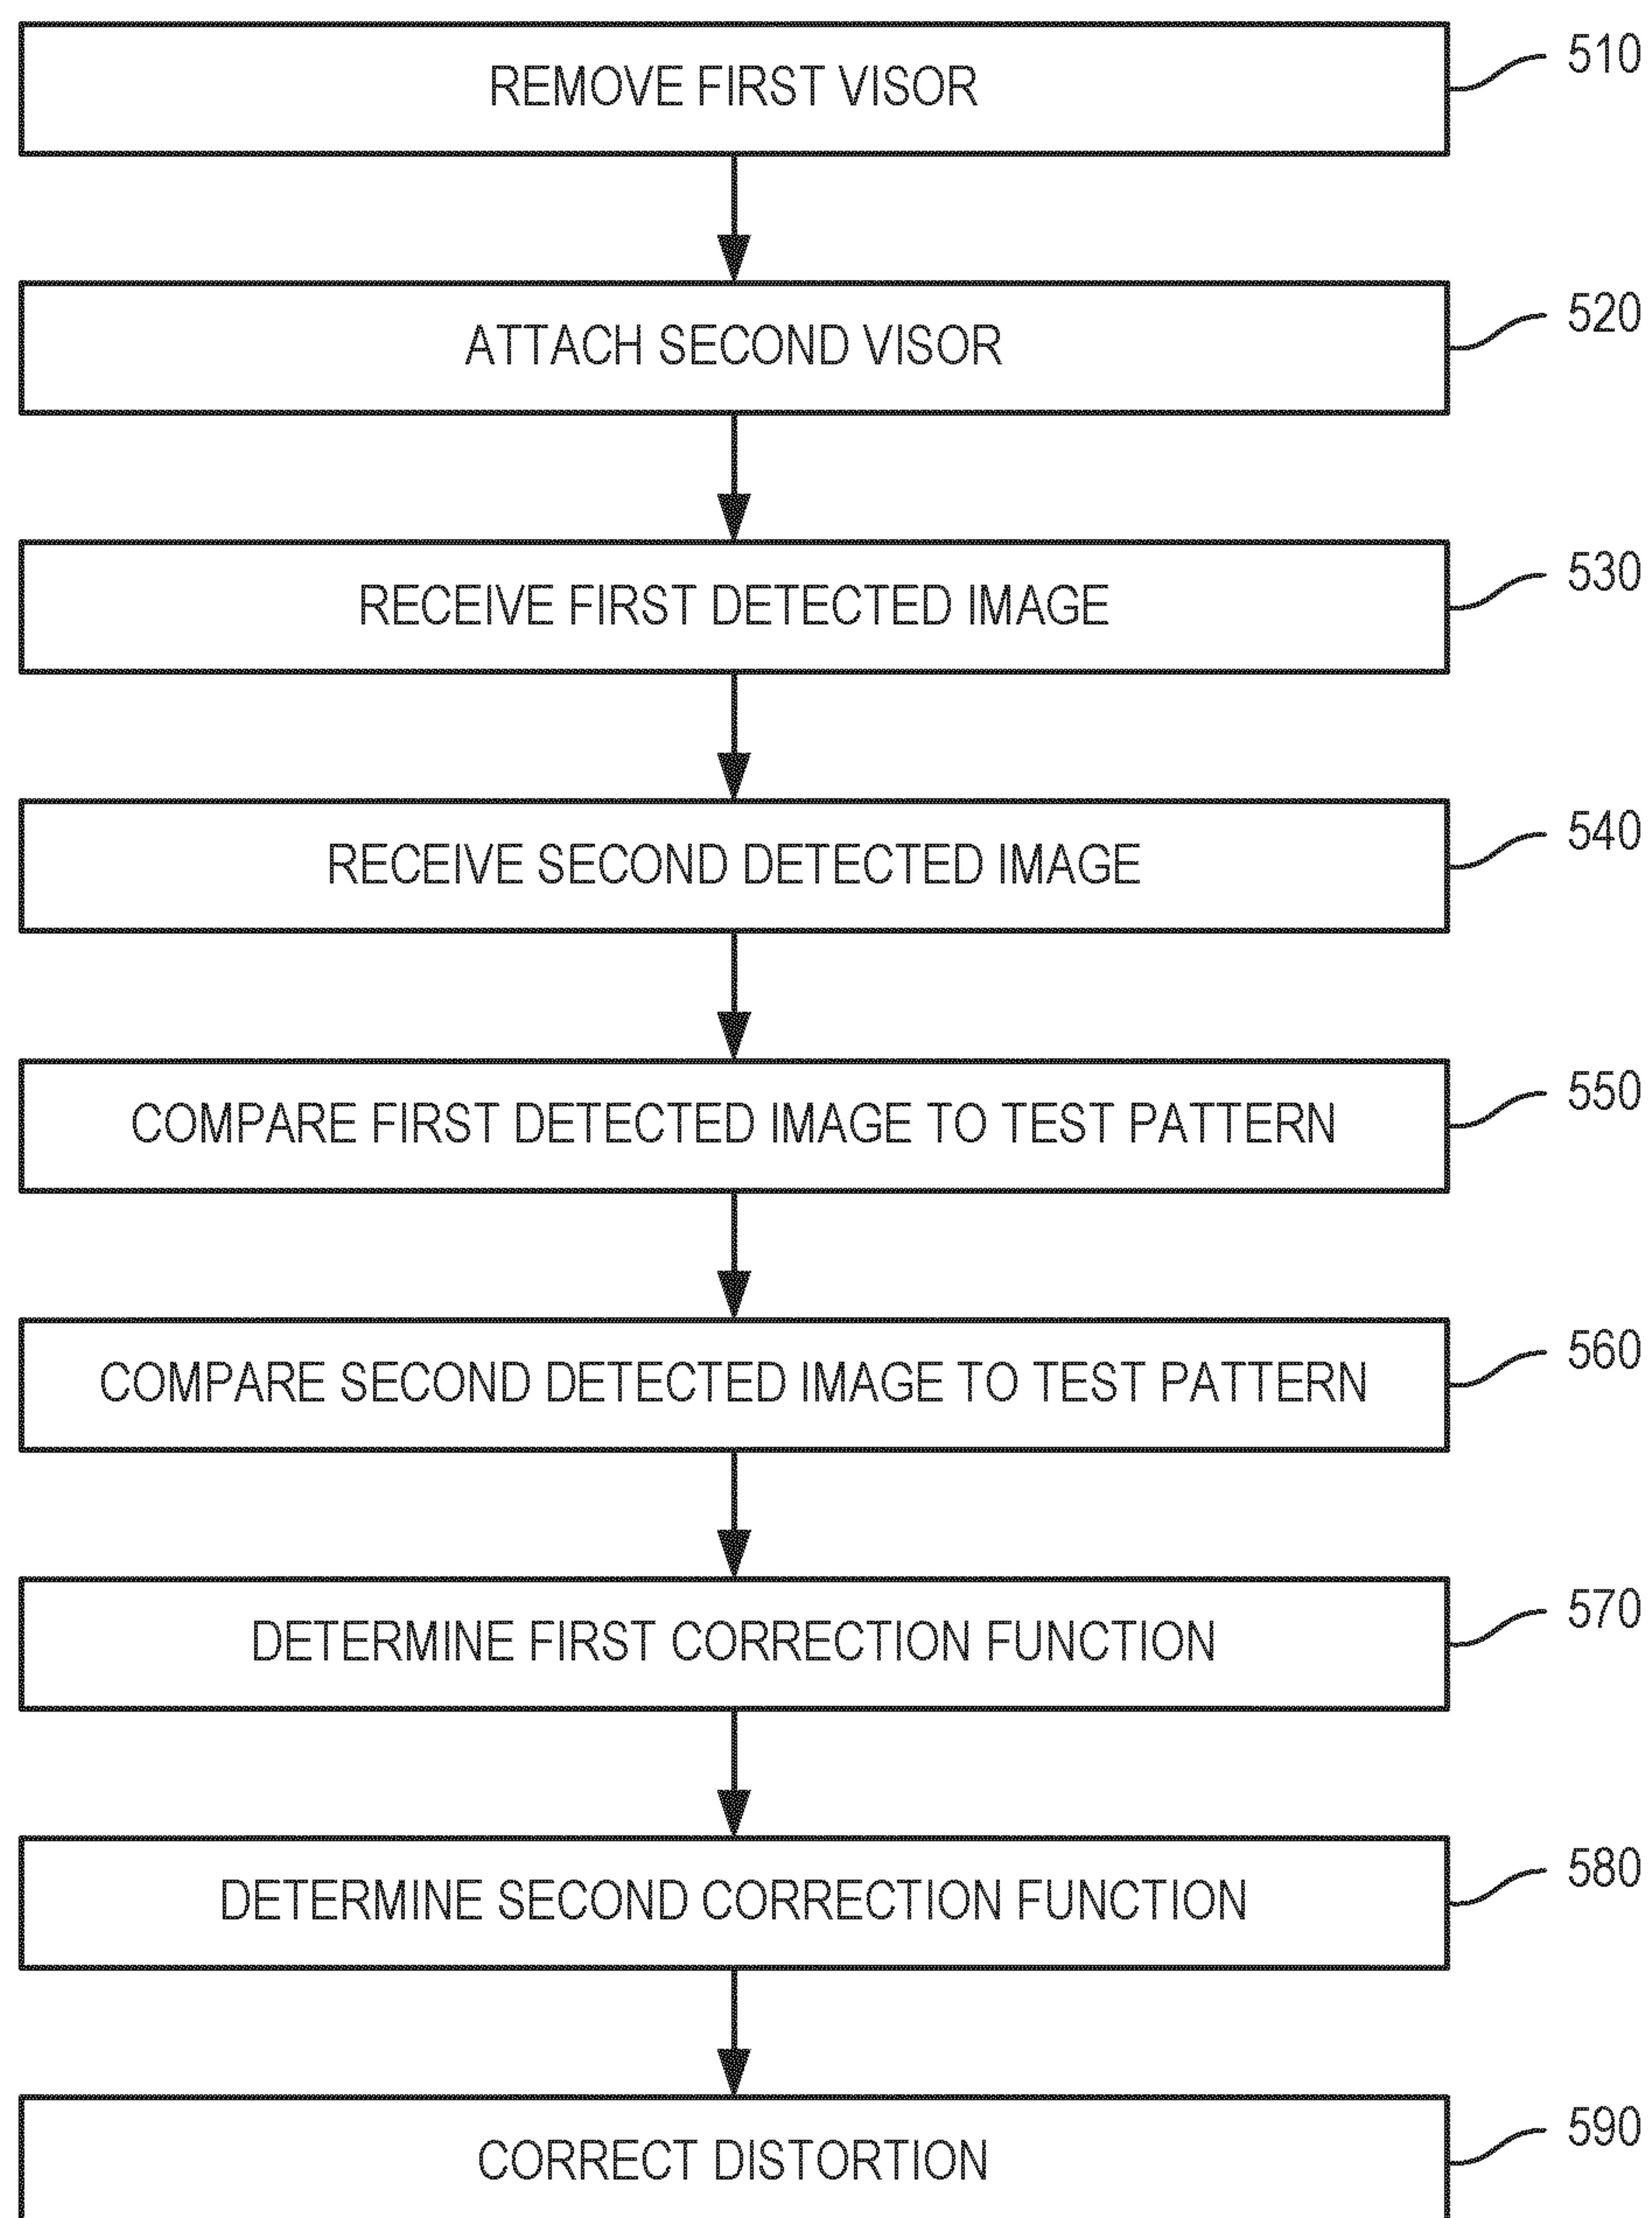 REMOVE FIRST VISOR
510
ATTACH SECOND VISOR
520
RECEIVE FIRST DETECTED IMAGE
530
RECEIVE SECOND DETECTED IMAGE
540
COMPARE FIRST DETECTED IMAGE TO TEST PATTERN
550
COMPARE SECOND DETECTED IMAGE TO TEST PATTERN
560
DETERMINE FIRST CORRECTION FUNCTION
570
DETERMINE SECOND CORRECTION FUNCTION
580
CORRECT DISTORTION
590